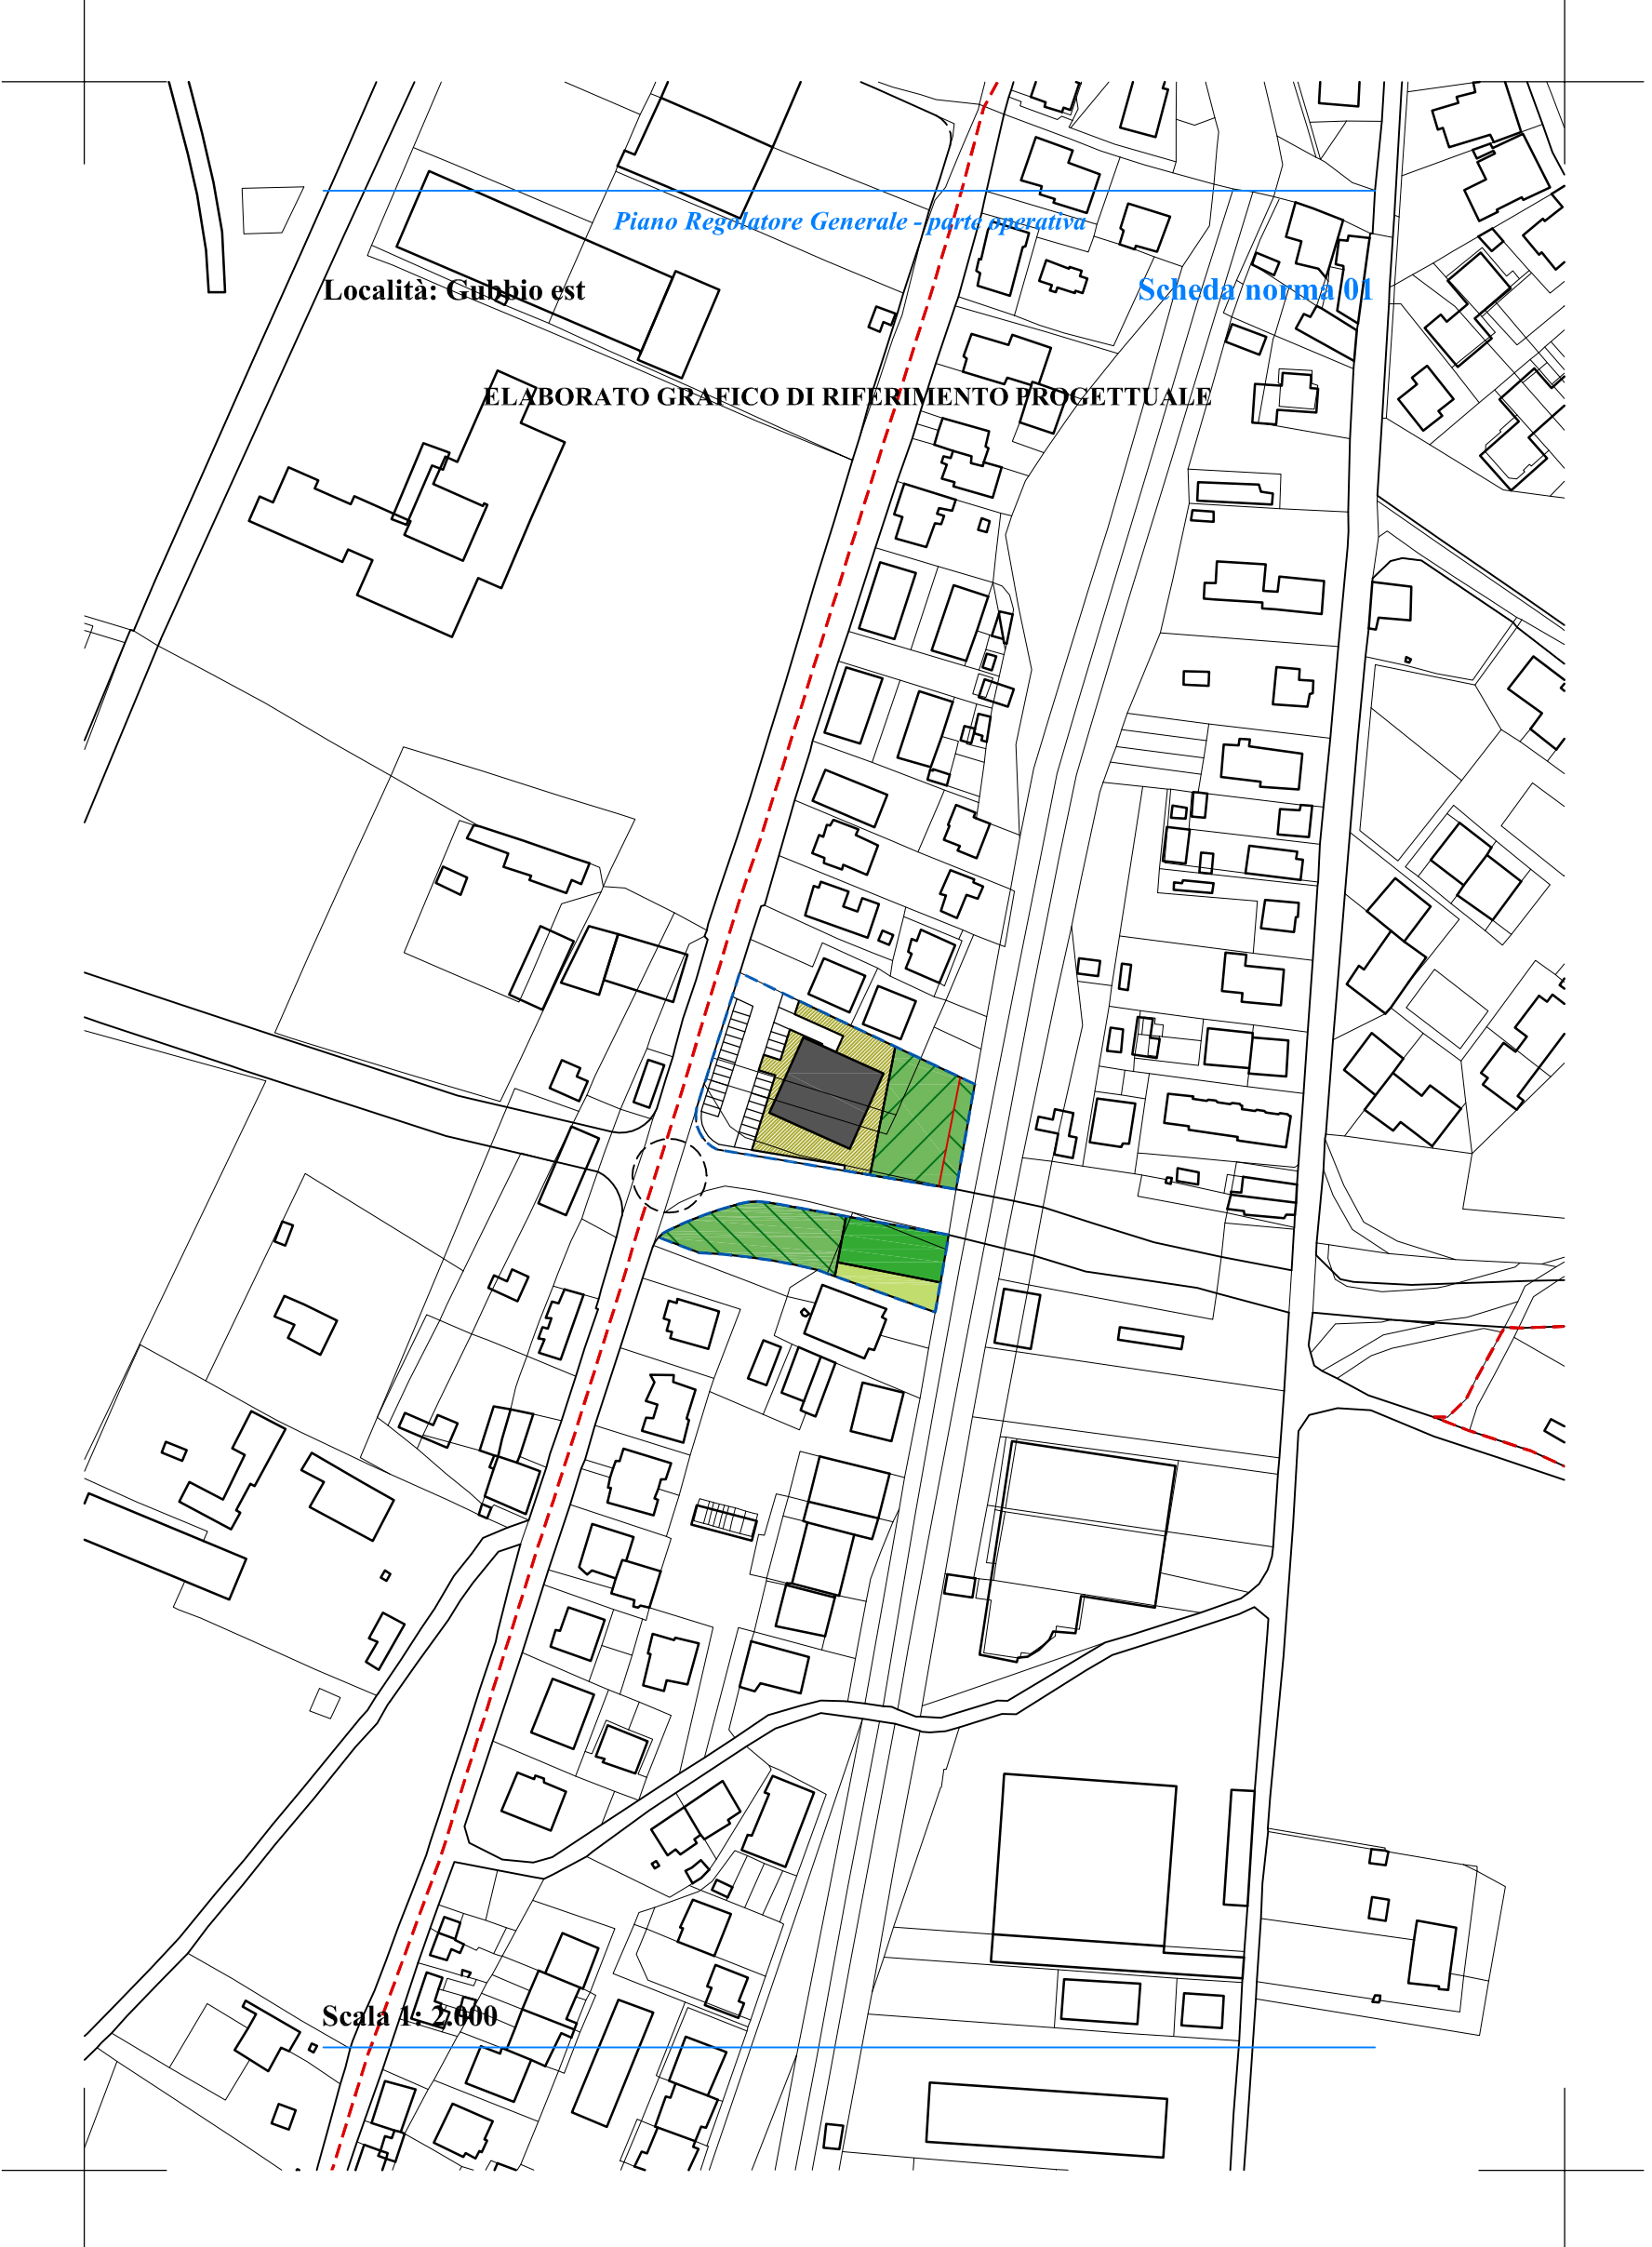 Piano Regolatore Generale - parte operativa
Località: Gubbio est
Scheda norma 01
ELABORATO GRAFICO DI RIFERIMENTO PROGETTUALE
Scala 1: 2.000